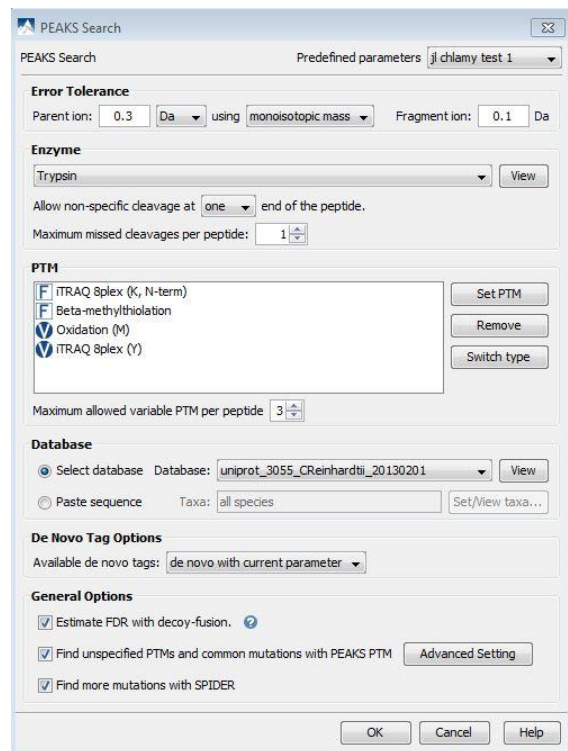 PEAKS Search
PEAKS Search Predefined parameters jl chlamy test 1
Error Tolerance
Parent ion: 0.3 Da using monoisotopic mass Fragment ion: 0.1 Da
Enzyme
Trypsin View
Allow non-specific cleavage at one end of the peptide.
Maximum missed cleavages per peptide: 1
PTM
F iTRAQ 8plex (K, N-term)
F Beta-methylthiolation
V Oxidation (M)
V iTRAQ 8plex (Y)
Set PTM
Remove
Switch type
Maximum allowed variable PTM per peptide 3
Database
Select database Database: uniprot_3055_CReinhardtii_20130201 View
Paste sequence Taxa: all species Set/View taxa...
De Novo Tag Options
Available de novo tags: de novo with current parameter
General Options
Estimate FDR with decoy-fusion. ?
Find unspecified PTMs and common mutations with PEAKS PTM Advanced Setting
Find more mutations with SPIDER
OK Cancel Help